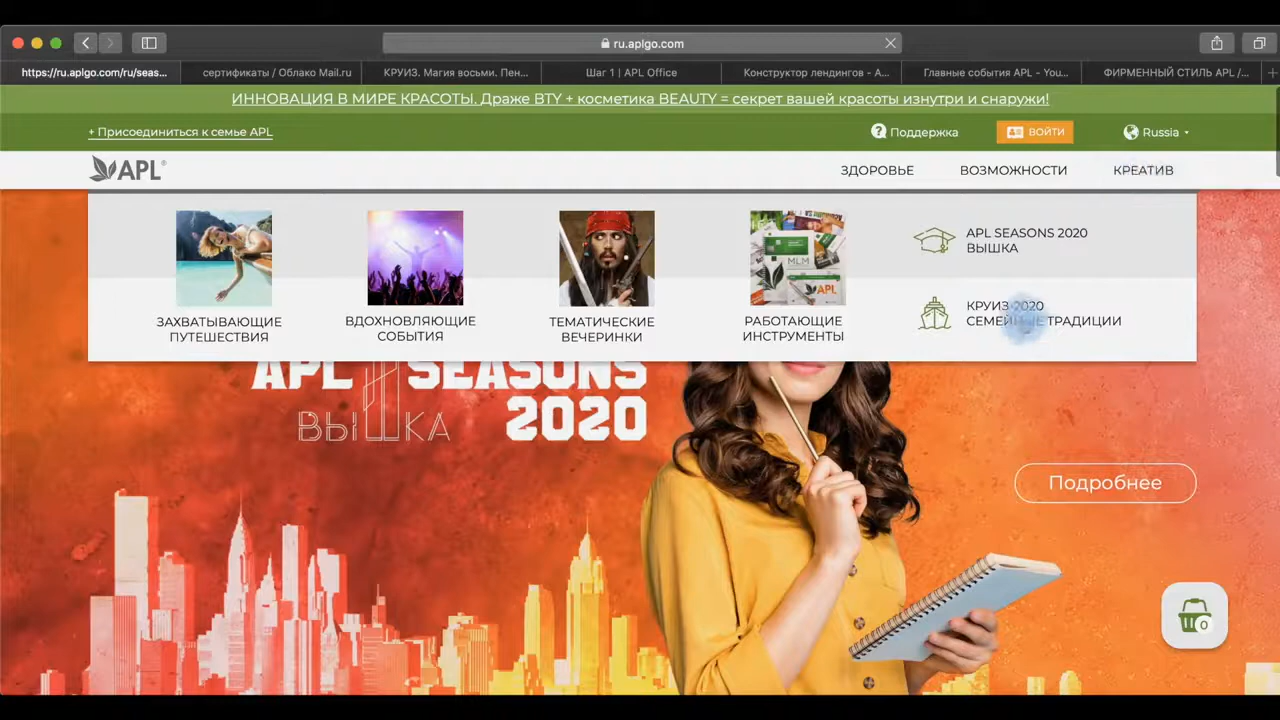 ru.aplgo.com
https://ru.aplgo.com/ru/seas...
сертификаты / Облако Mail.ru
КРУИЗ. Магия восьми. Пен...
Шаг 1 | APL Office
Конструктор лендингов - A...
Главные события APL - You...
ФИРМЕННЫЙ СТИЛЬ APL /...
ИННОВАЦИЯ В МИРЕ КРАСОТЫ. Драже BTY + косметика BEAUTY = секрет вашей красоты изнутри и снаружи!
+ Присоединиться к семье APL
Поддержка
ВОЙТИ
Russia
APL®
ЗДОРОВЬЕ
ВОЗМОЖНОСТИ
КРЕАТИВ
ЗАХВАТЫВАЮЩИЕ
ПУТЕШЕСТВИЯ
ВДОХНОВЛЯЮЩИЕ
СОБЫТИЯ
ТЕМАТИЧЕСКИЕ
ВЕЧЕРИНКИ
MLM
APL
РАБОТАЮЩИЕ
ИНСТРУМЕНТЫ
APL SEASONS 2020
ВЫШКА
КРУИЗ 2020
СЕМЕЙНЫЕ ТРАДИЦИИ
APL SEASONS
ВЫШКА 2020
Подробнее
0